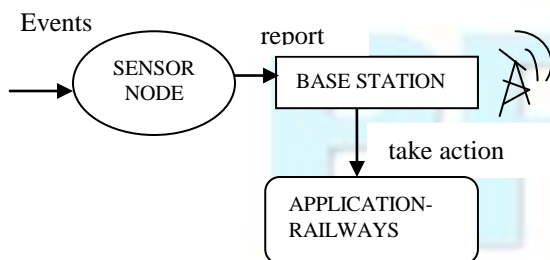 Events
report
SENSOR
NODE
BASE STATION
take action
APPLICATION-
RAILWAYS